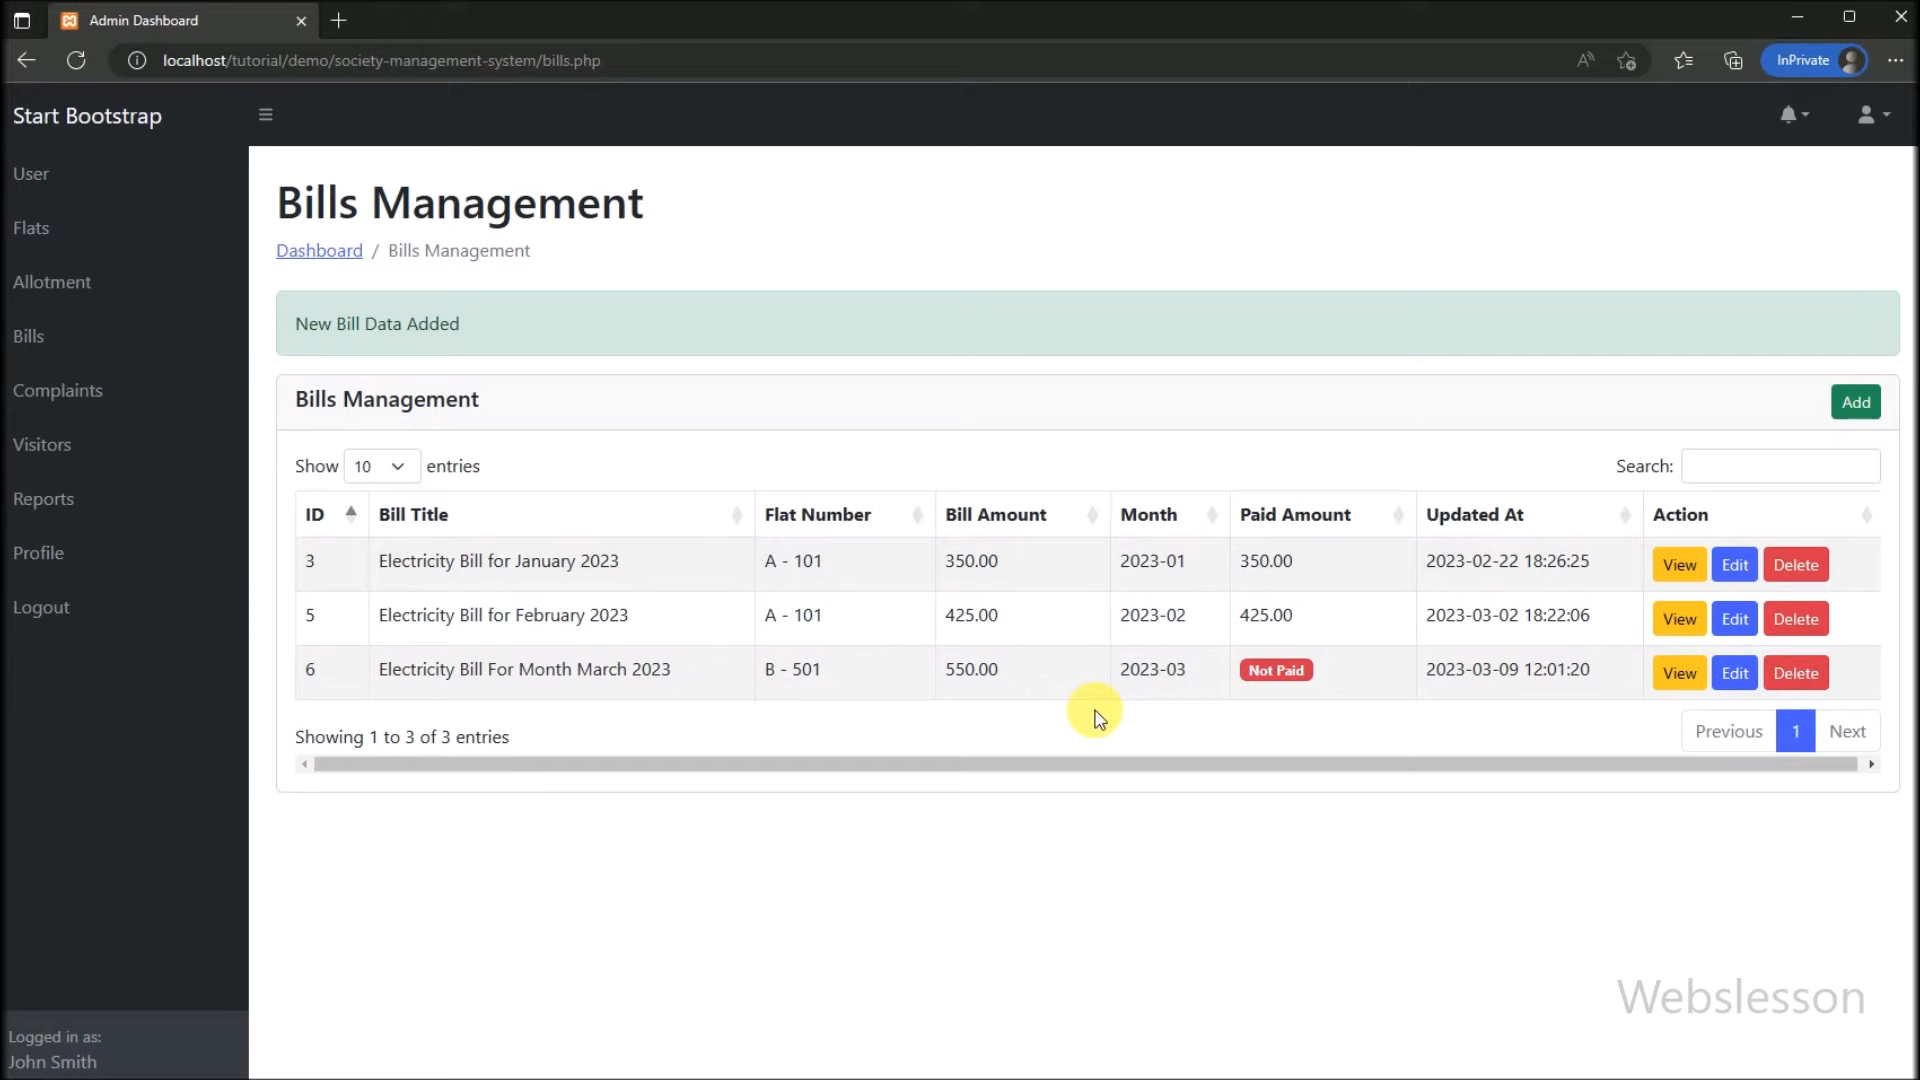 Admin Dashboard
localhost/tutorial/demo/society-management-system/bills.php
InPrivate
Start Bootstrap
User
Flats
Allotment
Bills
Complaints
Visitors
Reports
Profile
Logout
Logged in as:
John Smith
Bills Management
Dashboard / Bills Management
New Bill Data Added
Bills Management
Add
Show 10 entries
Search:
ID Bill Title Flat Number Bill Amount Month Paid Amount Updated At Action
3 Electricity Bill for January 2023 A - 101 350.00 2023-01 350.00 2023-02-22 18:26:25 View Edit Delete
5 Electricity Bill for February 2023 A - 101 425.00 2023-02 425.00 2023-03-02 18:22:06 View Edit Delete
6 Electricity Bill For Month March 2023 B - 501 550.00 2023-03 Not Paid 2023-03-09 12:01:20 View Edit Delete
Showing 1 to 3 of 3 entries
Previous 1 Next
Webslesson